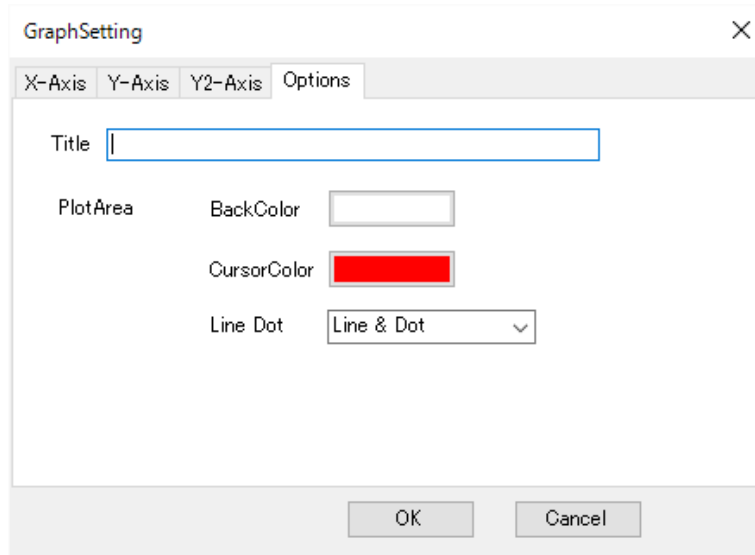 GraphSetting
X-Axis Y-Axis Y2-Axis Options
Title
PlotArea BackColor
CursorColor
Line Dot Line & Dot
OK Cancel